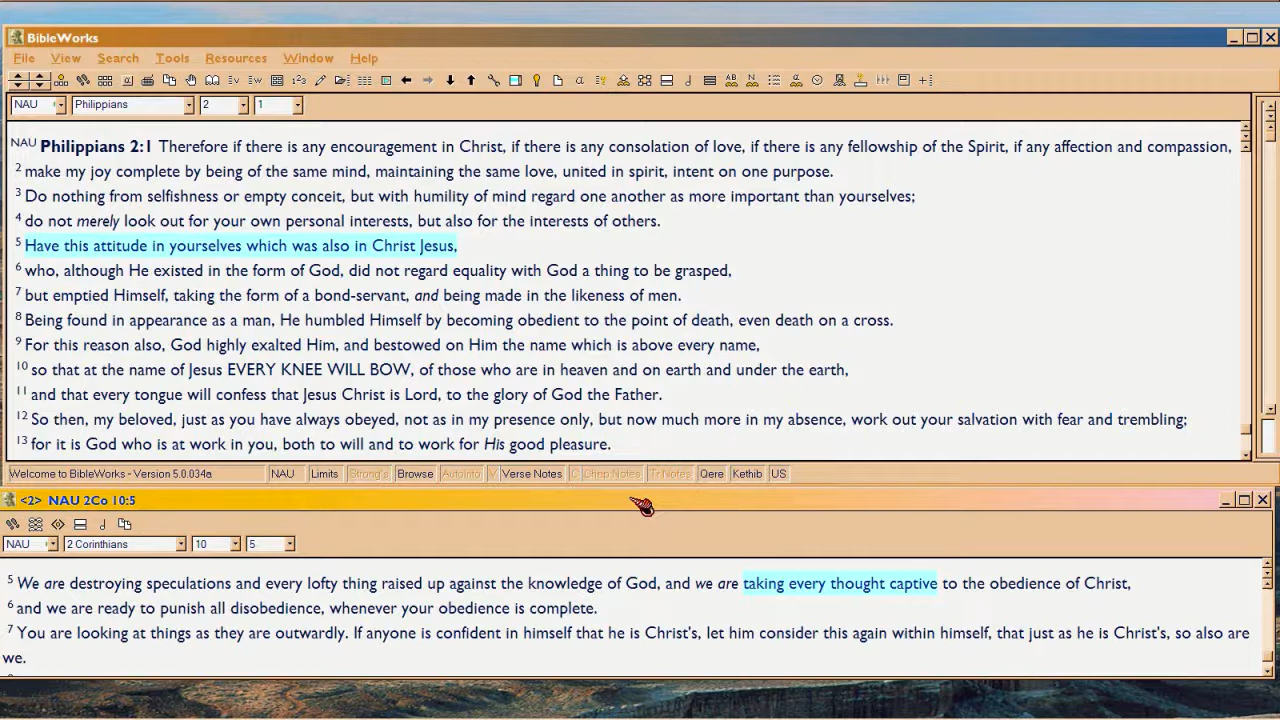 BibleWorks
File View Search Tools Resources Window Help
NAU Philippians 2 1
NAU Philippians 2:1 Therefore if there is any encouragement in Christ, if there is any consolation of love, if there is any fellowship of the Spirit, if any affection and compassion,
2 make my joy complete by being of the same mind, maintaining the same love, united in spirit, intent on one purpose.
3 Do nothing from selfishness or empty conceit, but with humility of mind regard one another as more important than yourselves;
4 do not merely look out for your own personal interests, but also for the interests of others.
5 Have this attitude in yourselves which was also in Christ Jesus,
6 who, although He existed in the form of God, did not regard equality with God a thing to be grasped,
7 but emptied Himself, taking the form of a bond-servant, and being made in the likeness of men.
8 Being found in appearance as a man, He humbled Himself by becoming obedient to the point of death, even death on a cross.
9 For this reason also, God highly exalted Him, and bestowed on Him the name which is above every name,
10 so that at the name of Jesus EVERY KNEE WILL BOW, of those who are in heaven and on earth and under the earth,
11 and that every tongue will confess that Jesus Christ is Lord, to the glory of God the Father.
12 So then, my beloved, just as you have always obeyed, not as in my presence only, but now much more in my absence, work out your salvation with fear and trembling;
13 for it is God who is at work in you, both to will and to work for His good pleasure.
Welcome to BibleWorks - Version 5.0.034a NAU Limits Strong's Browse AutoInfo V Verse Notes C Chap Notes Tr Notes Qere Kethib US
<2> NAU 2Co 10:5
NAU 2 Corinthians 10 5
5 We are destroying speculations and every lofty thing raised up against the knowledge of God, and we are taking every thought captive to the obedience of Christ,
6 and we are ready to punish all disobedience, whenever your obedience is complete.
7 You are looking at things as they are outwardly. If anyone is confident in himself that he is Christ's, let him consider this again within himself, that just as he is Christ's, so also are
we.